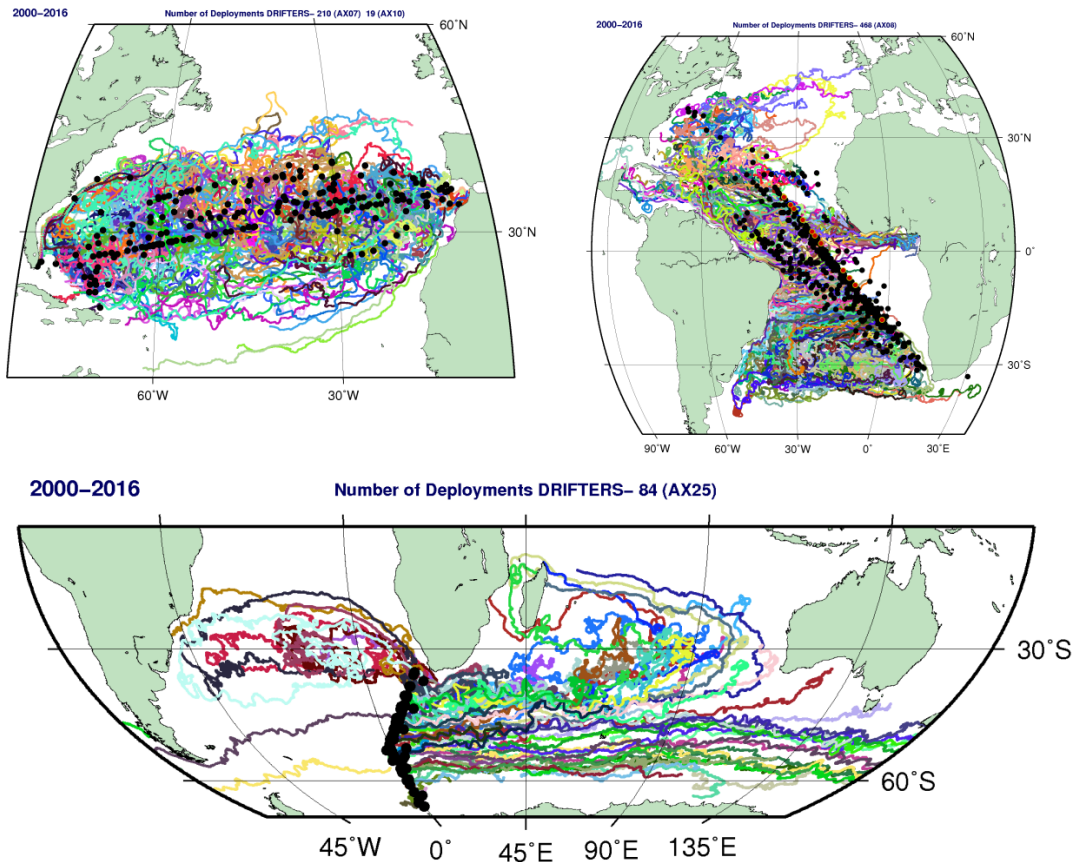 2000−2016 Number of Deployments DRIFTERS− 210 (AX07) 19 (AX10)
60˚N
30˚N
60˚W 30˚W
2000−2016 Number of Deployments DRIFTERS− 468 (AX08)
60˚N
30˚N
0˚
30˚S
90˚W 60˚W 30˚W 0˚ 30˚E
2000−2016 Number of Deployments DRIFTERS− 84 (AX25)
30˚S
60˚S
45˚W 0˚ 45˚E 90˚E 135˚E